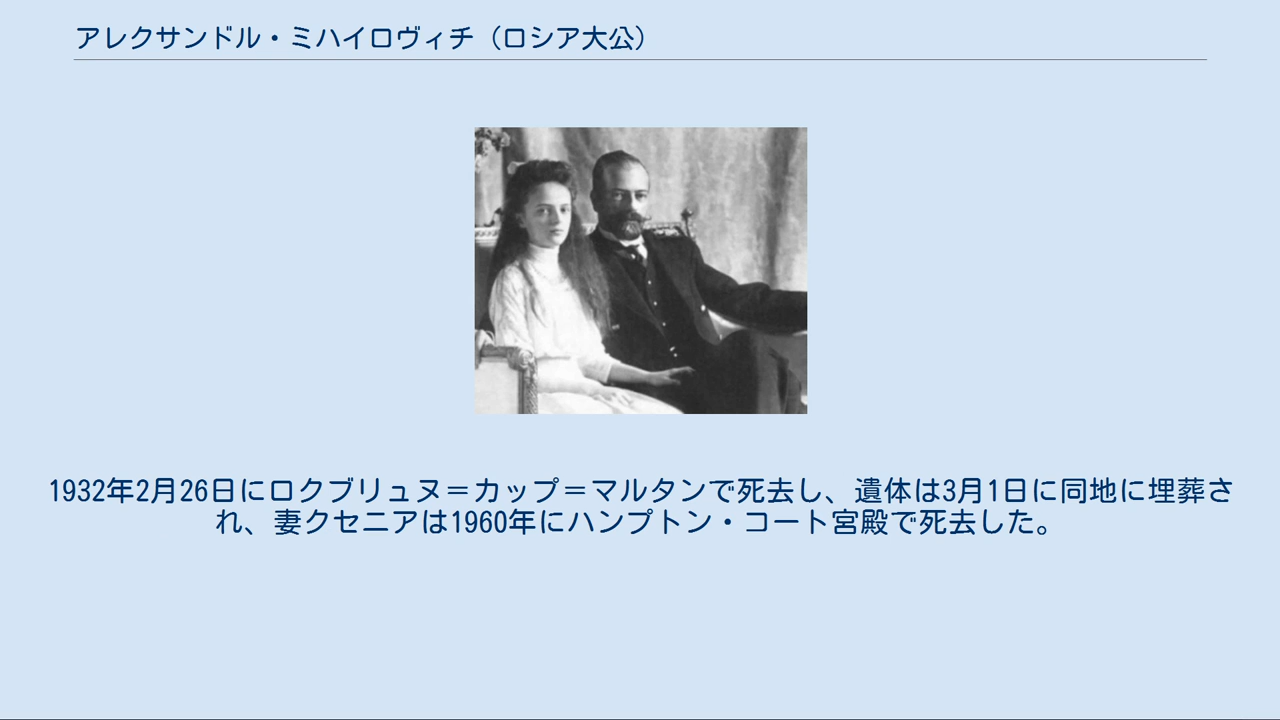 アレクサンドル・ミハイロヴィチ（ロシア大公）
1932年2月26日にロクブリュヌ＝カップ＝マルタンで死去し、遺体は3月1日に同地に埋葬さ
れ、妻クセニアは1960年にハンプトン・コート宮殿で死去した。